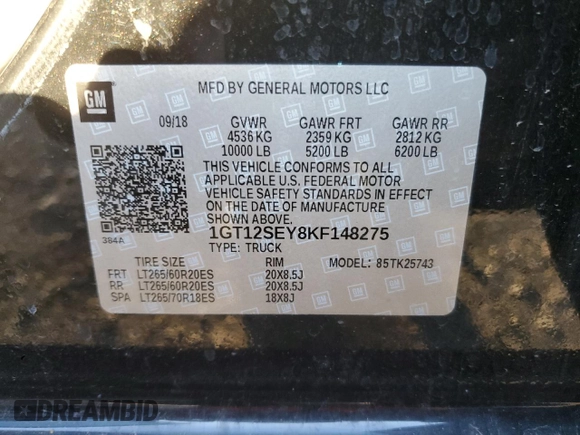 GM
MFD BY GENERAL MOTORS LLC
09/18 GVWR GAWR FRT GAWR RR
4536 KG 2359 KG 2812 KG
10000 LB 5200 LB 6200 LB
THIS VEHICLE CONFORMS TO ALL
APPLICABLE U.S. FEDERAL MOTOR
VEHICLE SAFETY STANDARDS IN EFFECT
ON THE DATE OF MANUFACTURE
SHOWN ABOVE.
384A
1GT12SEY8KF148275
TYPE: TRUCK
TIRE SIZE RIM 85TK25743
FRT LT265/60R20ES 20X8.5J
RR LT265/60R20ES 20X8.5J
SPA LT265/70R18ES 18X8J
DREAMBID